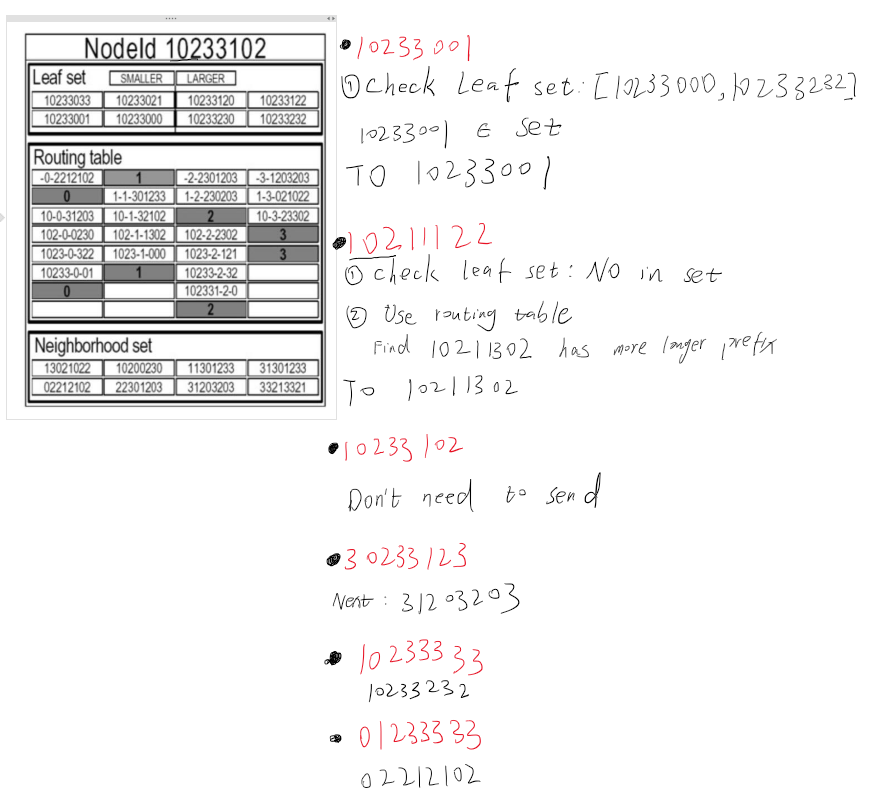 NodeId 10233102
Leaf set SMALLER LARGER
10233033 10233021 10233120 10233122
10233001 10233000 10233230 10233232
Routing table
-0-2212102 1 -2-2301203 -3-1203203
0 1-1-301233 1-2-230203 1-3-021022
10-0-31203 10-1-32102 2 10-3-23302
102-0-0230 102-1-1302 102-2-2302 3
1023-0-322 1023-1-000 1023-2-121 3
10233-0-01 1 10233-2-32
0 102331-2-0
2
Neighborhood set
13021022 10200230 11301233 31301233
02212102 22301203 31203203 33213321
10233001
① Check Leaf set: [10233000, 10233232]
10233001 ∈ set
TO 10233001
10211122
① check leaf set: NO in set
② Use routing table
Find 10211302 has more longer prefix
To 10211302
10233102
Don't need to send
30233123
Next: 31203203
10233333
10233232
01233333
02212102